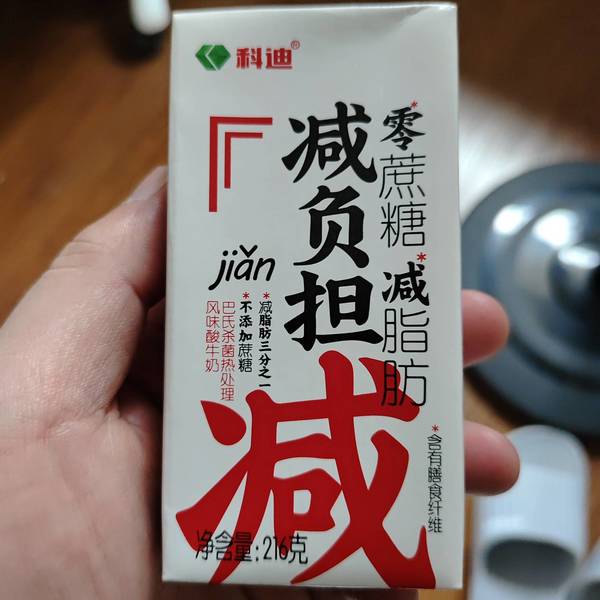 科迪®
零*蔗糖
减*脂肪
减负担
jiǎn
*减脂肪三分之一
*不添加蔗糖
巴氏杀菌热处理
风味酸牛奶
减
*含有膳食纤维
净含量:216克